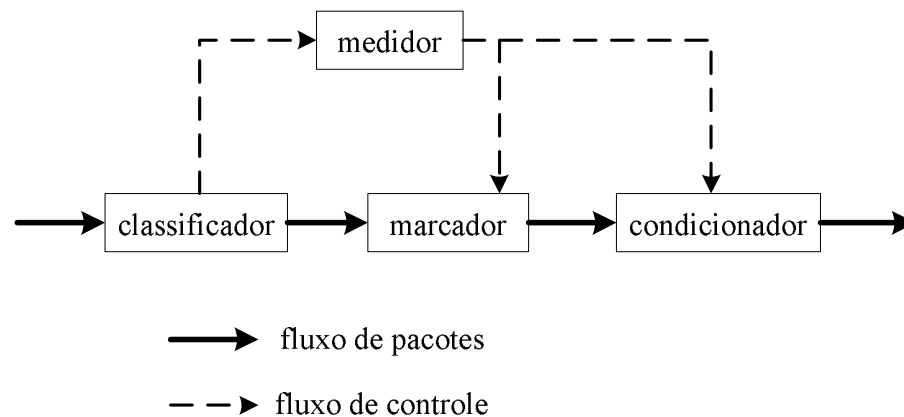 medidor
classificador
marcador
condicionador
fluxo de pacotes
fluxo de controle